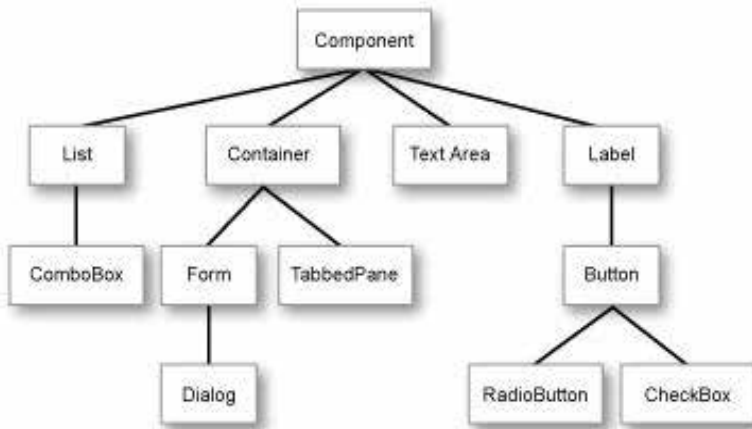 Component
List
Container
Text Area
Label
ComboBox
Form
TabbedPane
Button
Dialog
RadioButton
CheckBox